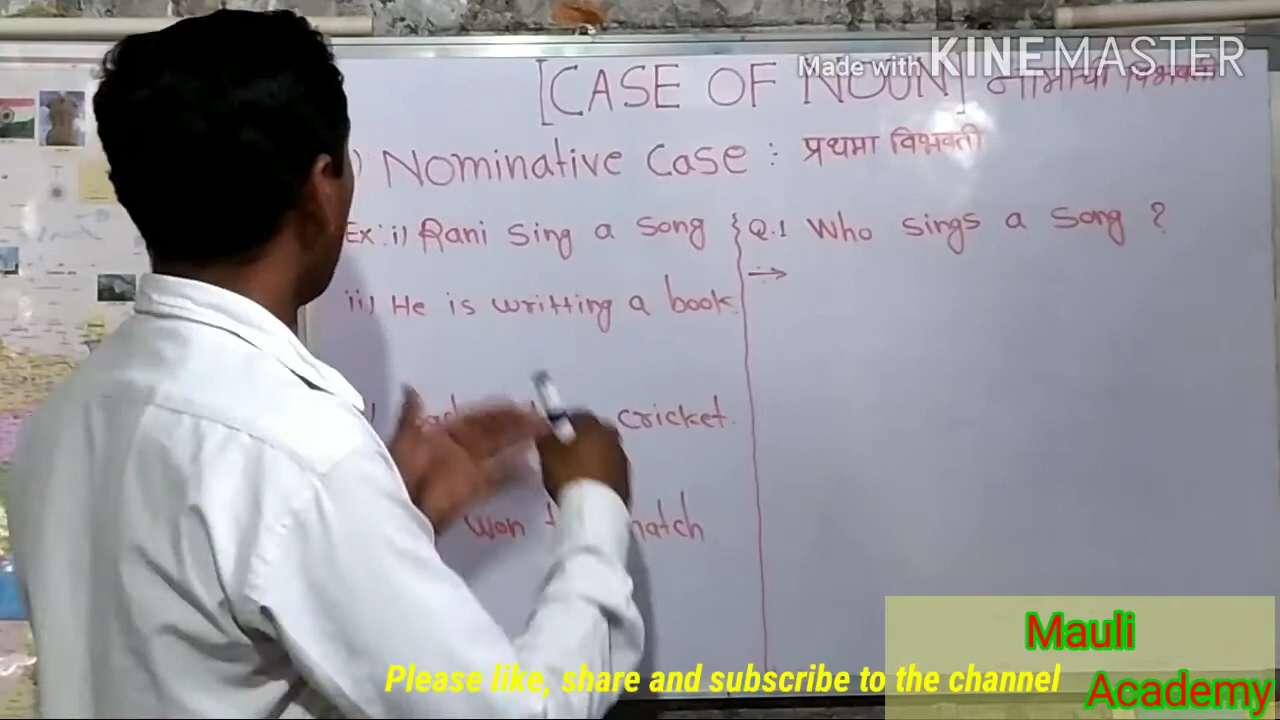 Made with KINEMASTER
[CASE OF NOUN] नामाची विभक्ती
) Nominative Case : प्रथमा विभक्ती
Ex: i) Rani sing a song } Q.1 Who sings a song ?
→
ii) He is writting a book.
cricket.
won match
Mauli
Academy
Please like, share and subscribe to the channel